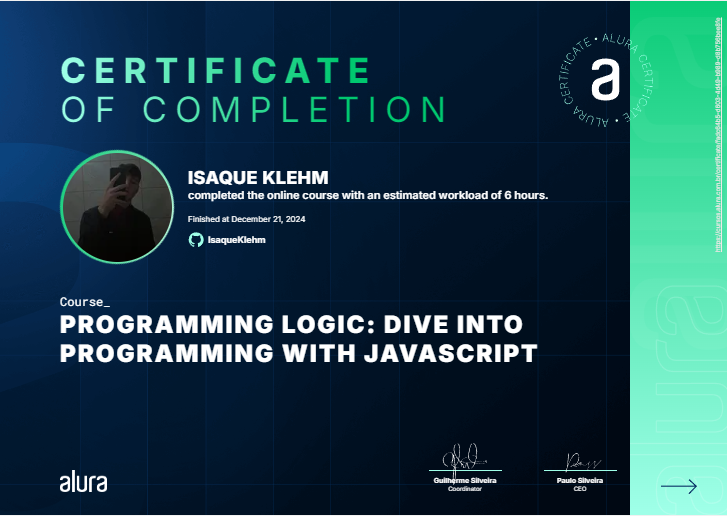 CERTIFICATE
OF COMPLETION
CERTIFICATE • ALURA CERTIFICATE • ALURA
a
ISAQUE KLEHM
completed the online course with an estimated workload of 6 hours.
Finished at December 21, 2024
IsaqueKlehm
Course_
PROGRAMMING LOGIC: DIVE INTO
PROGRAMMING WITH JAVASCRIPT
alura
Guilherme Silveira
Coordinator
Paulo Silveira
CEO
alura